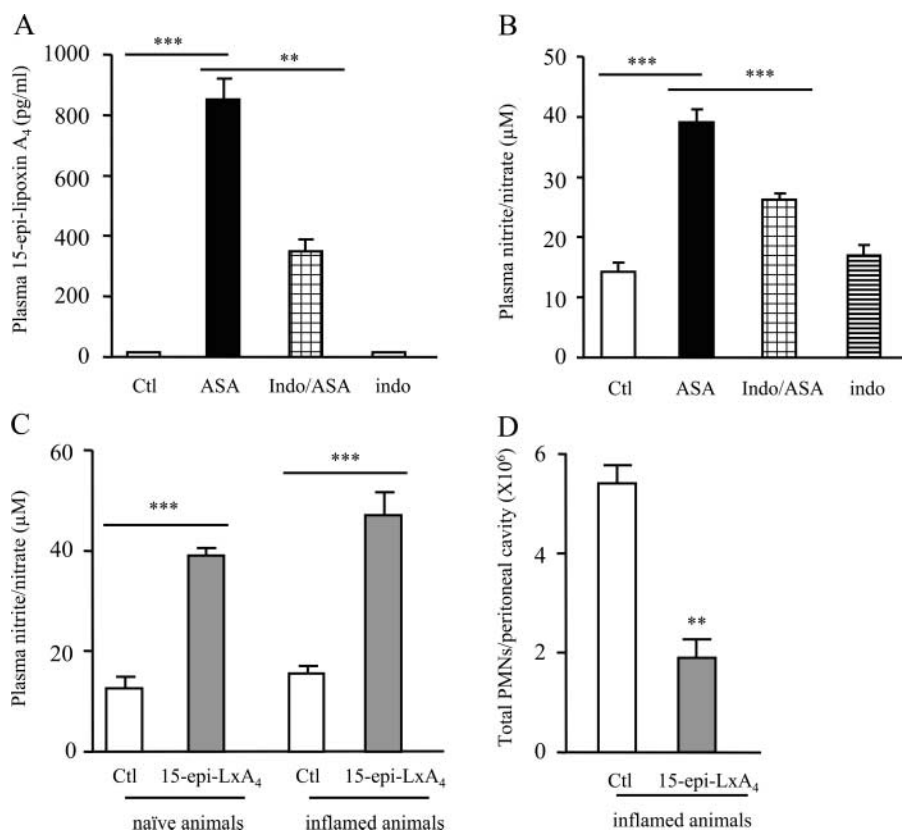 A
Plasma 15-epi-lipoxin A4 (pg/ml)
1000
800
600
400
200
0
***
**
Ctl ASA Indo/ASA indo
B
Plasma nitrite/nitrate (µM)
50
40
30
20
10
0
***
***
Ctl ASA Indo/ASA indo
C
Plasma nitrite/nitrate (µM)
60
40
20
0
***
***
Ctl 15-epi-LxA4 Ctl 15-epi-LxA4
naïve animals inflamed animals
D
Total PMNs/peritoneal cavity (X10⁶)
6
4
2
0
**
Ctl 15-epi-LxA4
inflamed animals